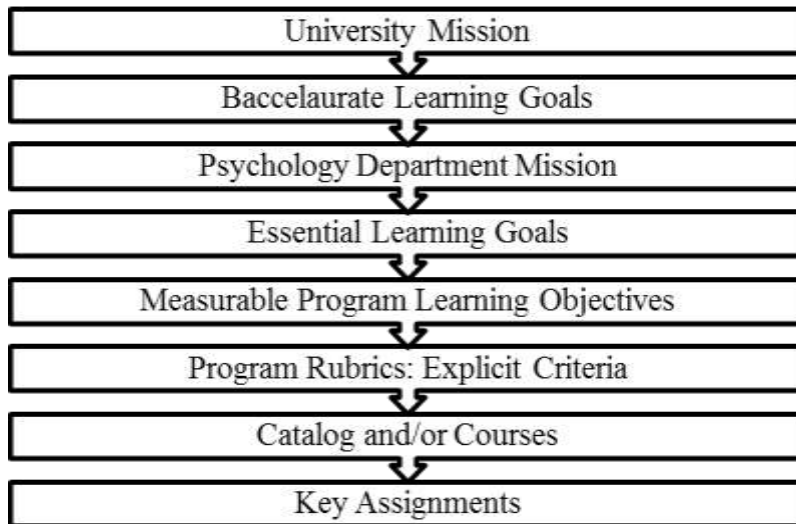 University Mission
Baccelaurate Learning Goals
Psychology Department Mission
Essential Learning Goals
Measurable Program Learning Objectives
Program Rubrics: Explicit Criteria
Catalog and/or Courses
Key Assignments